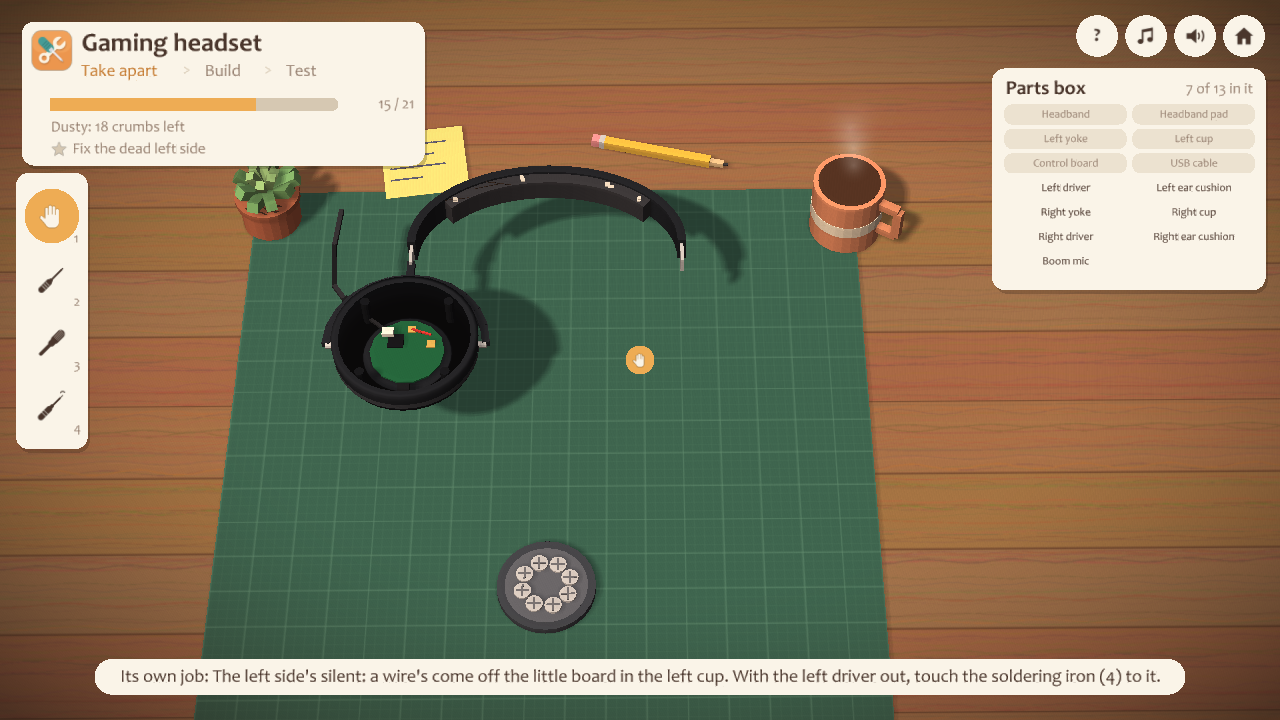 Gaming headset
Take apart > Build > Test
15 / 21
Dusty: 18 crumbs left
Fix the dead left side
1
2
3
4
?
Parts box
7 of 13 in it
Headband
Headband pad
Left yoke
Left cup
Control board
USB cable
Left driver
Left ear cushion
Right yoke
Right cup
Right driver
Right ear cushion
Boom mic
Its own job: The left side's silent: a wire's come off the little board in the left cup. With the left driver out, touch the soldering iron (4) to it.